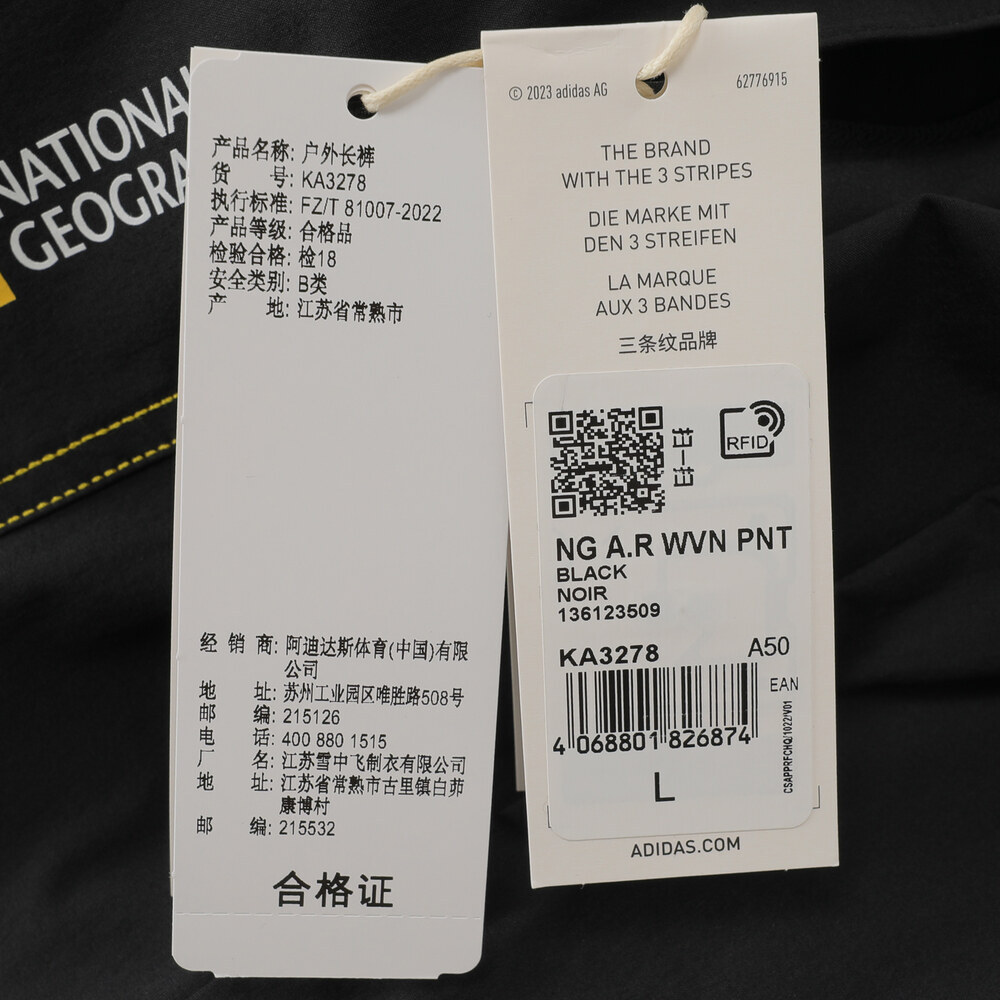 NATIONA
GEOGRA
产品名称: 户外长裤
货 号: KA3278
执行标准: FZ/T 81007-2022
产品等级: 合格品
检验合格: 检18
安全类别: B类
产 地: 江苏省常熟市
经 销 商: 阿迪达斯体育(中国)有限
公司
地 址: 苏州工业园区唯胜路508号
邮 编: 215126
电 话: 400 880 1515
厂 名: 江苏雪中飞制衣有限公司
地 址: 江苏省常熟市古里镇白茆
康博村
邮 编: 215532
合格证
© 2023 adidas AG
62776915
THE BRAND
WITH THE 3 STRIPES
DIE MARKE MIT
DEN 3 STREIFEN
LA MARQUE
AUX 3 BANDES
三条纹品牌
RFID
NG A.R WVN PNT
BLACK
NOIR
136123509
KA3278 A50
EAN
4 068801 826874
CSAPPRFCHQ/1022/V01
L
ADIDAS.COM